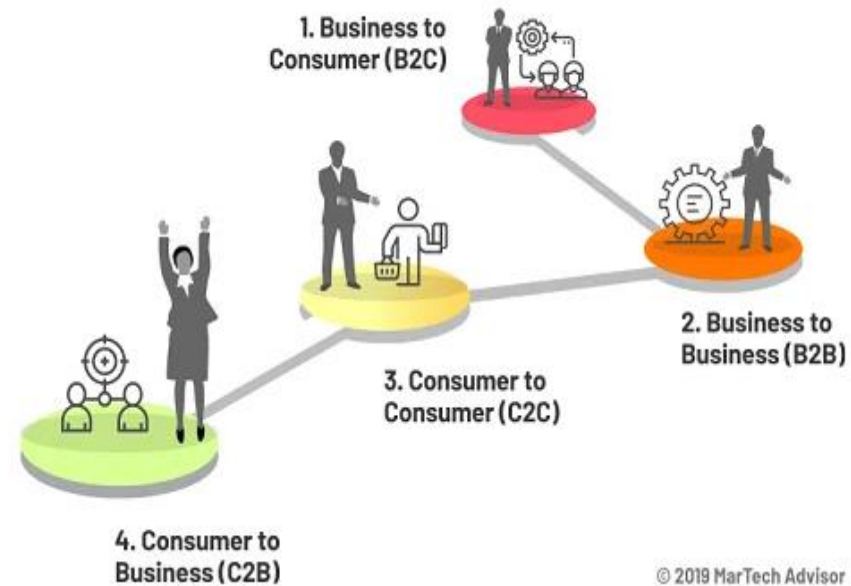 1. Business to
Consumer (B2C)
2. Business to
Business (B2B)
3. Consumer to
Consumer (C2C)
4. Consumer to
Business (C2B)
© 2019 MarTech Advisor